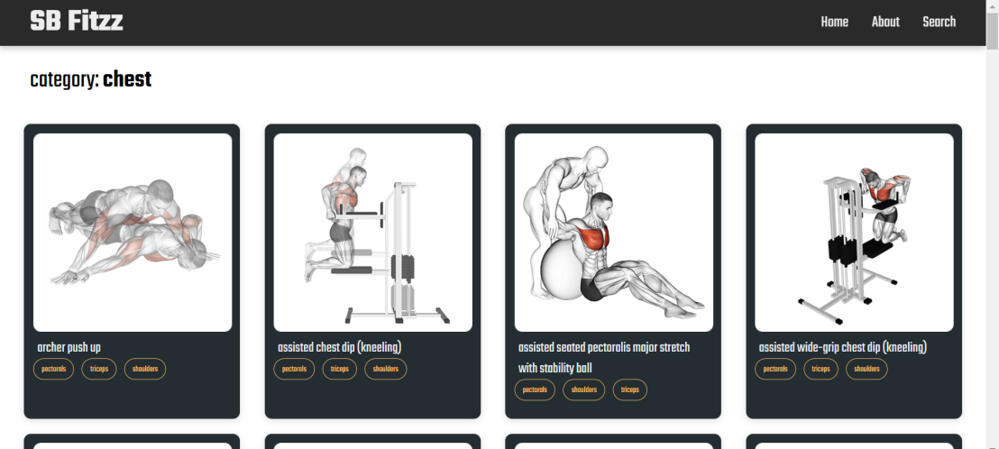 SB Fitzz
Home About Search
category: chest
archer push up
pectorals triceps shoulders
assisted chest dip (kneeling)
pectorals triceps shoulders
assisted seated pectoralis major stretch
with stability ball
pectorals shoulders triceps
assisted wide-grip chest dip (kneeling)
pectorals triceps shoulders